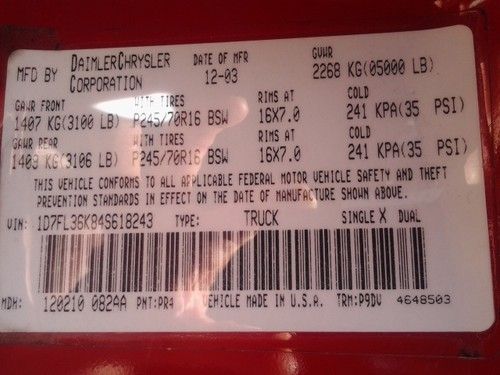 MFD BY DAIMLERCHRYSLER CORPORATION DATE OF MFR 12-03 GVWR 2268 KG(05000 LB)
GAWR FRONT WITH TIRES RIMS AT COLD
1407 KG(3100 LB) P245/70R16 BSW 16X7.0 241 KPA(35 PSI)
GAWR REAR WITH TIRES RIMS AT COLD
1409 KG(3106 LB) P245/70R16 BSW 16X7.0 241 KPA(35 PSI)
THIS VEHICLE CONFORMS TO ALL APPLICABLE FEDERAL MOTOR VEHICLE SAFETY AND THEFT
PREVENTION STANDARDS IN EFFECT ON THE DATE OF MANUFACTURE SHOWN ABOVE.
VIN: 1D7FL36K84S618243 TYPE: TRUCK SINGLE X DUAL
MDH: 120210 082AA PNT:PR4 VEHICLE MADE IN U.S.A. TRM:P9DV 4648503